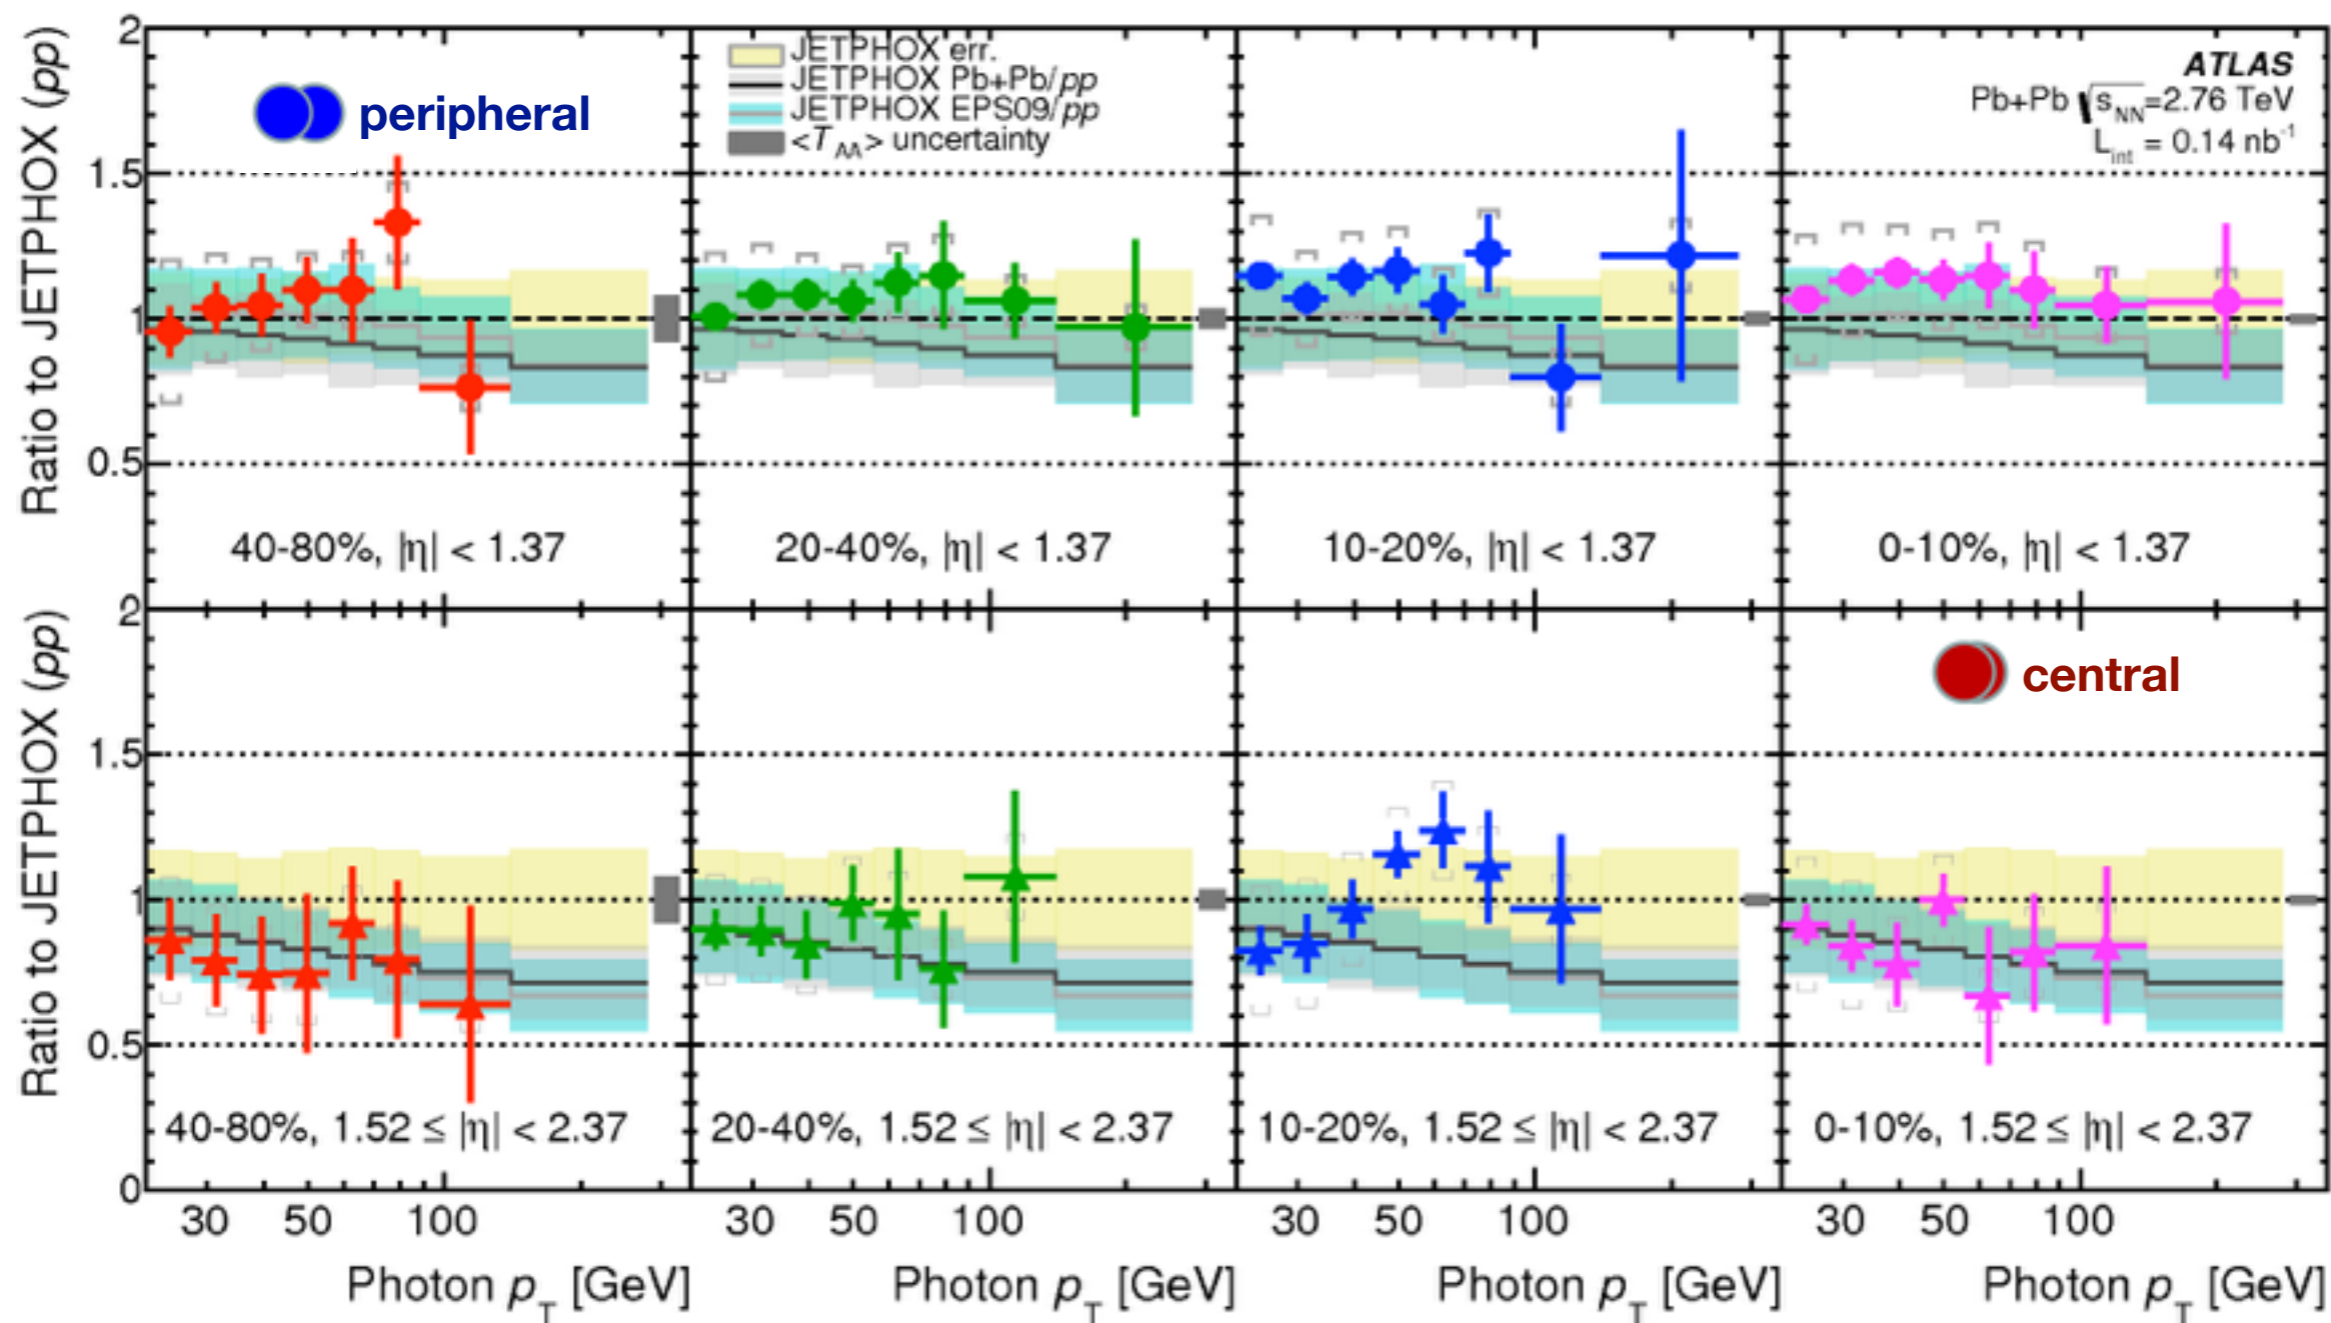 Ratio to JETPHOX (pp)
2
1.5
1
0.5
peripheral
40-80%, |η| < 1.37
JETPHOX err.
JETPHOX Pb+Pb/pp
JETPHOX EPS09/pp
<T_AA> uncertainty
20-40%, |η| < 1.37
10-20%, |η| < 1.37
ATLAS
Pb+Pb √s_NN=2.76 TeV
L_int = 0.14 nb⁻¹
0-10%, |η| < 1.37
Ratio to JETPHOX (pp)
2
1.5
1
0.5
0
40-80%, 1.52 ≤ |η| < 2.37
20-40%, 1.52 ≤ |η| < 2.37
10-20%, 1.52 ≤ |η| < 2.37
central
0-10%, 1.52 ≤ |η| < 2.37
30 50 100
30 50 100
30 50 100
30 50 100
Photon p_T [GeV]
Photon p_T [GeV]
Photon p_T [GeV]
Photon p_T [GeV]